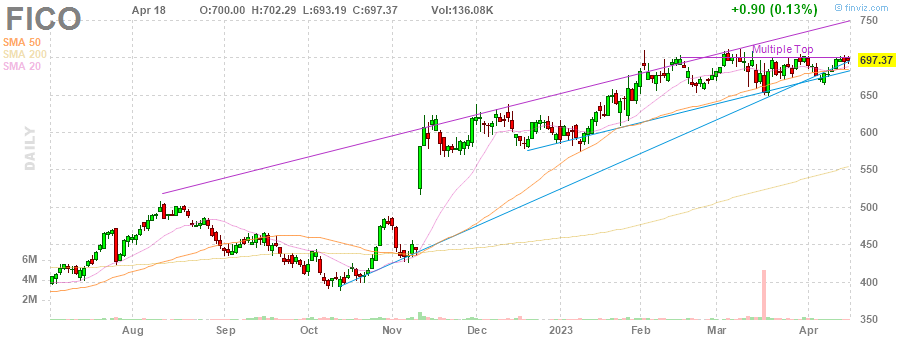 FICO Apr 18 O:700.00 H:702.29 L:693.19 C:697.37 Vol:136.08K +0.90 (0.13%) © finviz.com
SMA 50
SMA 200
SMA 20
DAILY
Multiple Top
750
697.37
650
600
550
500
450
400
350
6M
4M
2M
Aug Sep Oct Nov Dec 2023 Feb Mar Apr